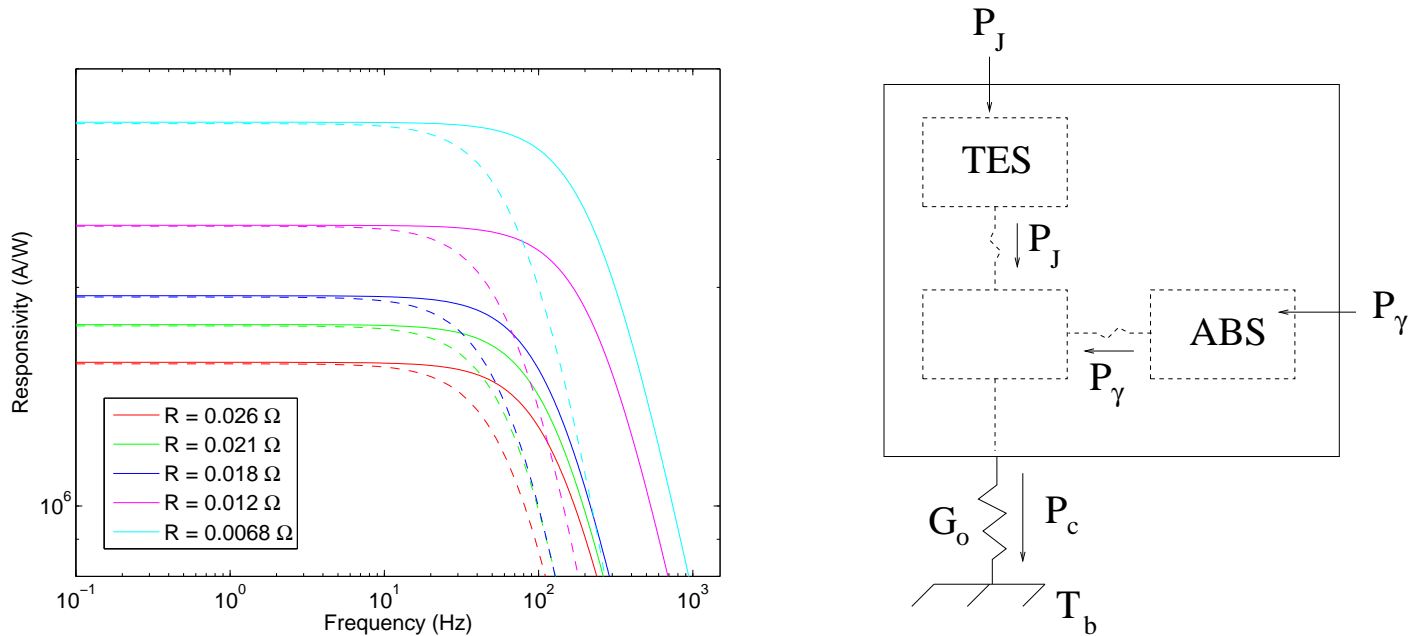 Responsivity (A/W)
10^6
R = 0.026 Ω
R = 0.021 Ω
R = 0.018 Ω
R = 0.012 Ω
R = 0.0068 Ω
10^−1
10^0
10^1
10^2
10^3
Frequency (Hz)
P_J
TES
P_J
ABS
P_γ
P_γ
G_o
P_c
T_b